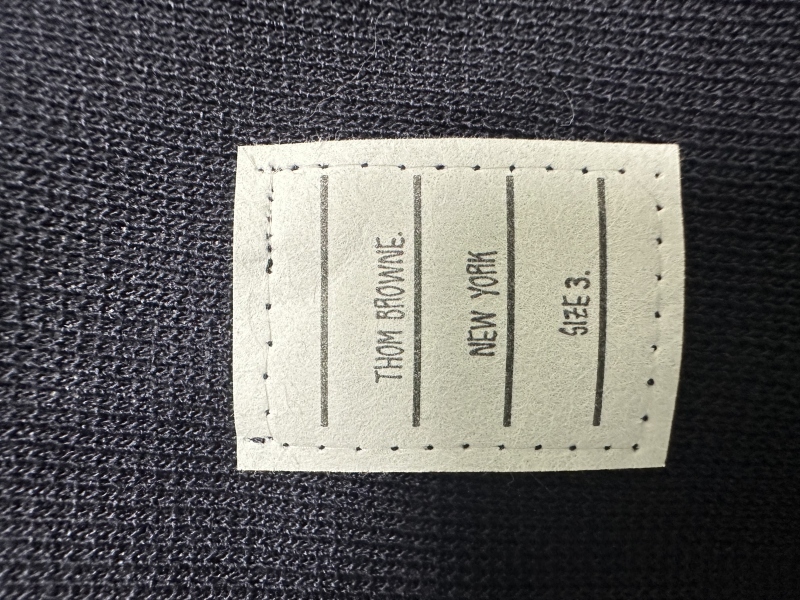 THOM BROWNE.
NEW YORK
SIZE 3.